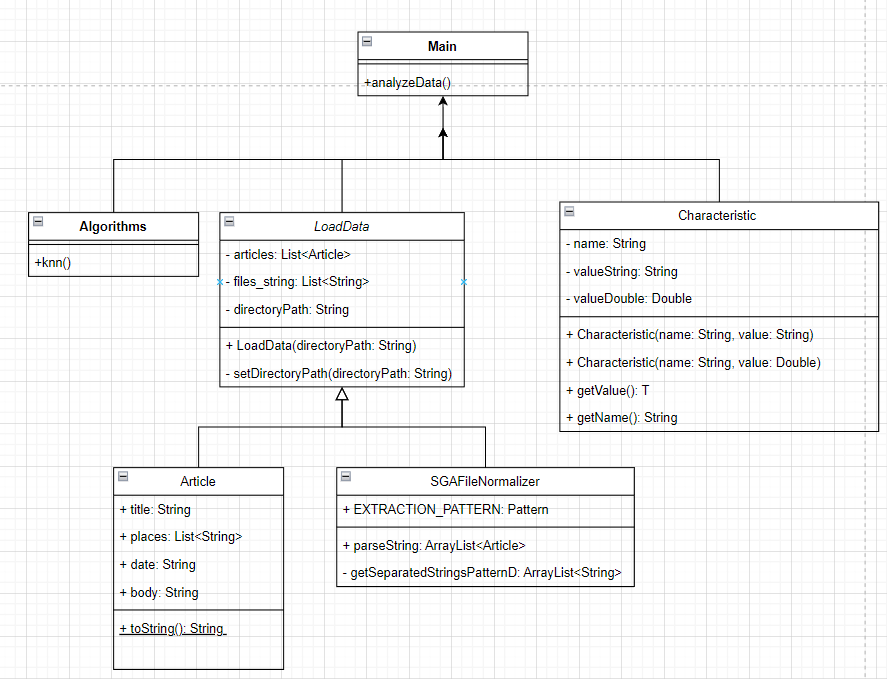 Main
+analyzeData()
Algorithms
+knn()
LoadData
- articles: List<Article>
- files_string: List<String>
- directoryPath: String
+ LoadData(directoryPath: String)
- setDirectoryPath(directoryPath: String)
Characteristic
- name: String
- valueString: String
- valueDouble: Double
+ Characteristic(name: String, value: String)
+ Characteristic(name: String, value: Double)
+ getValue(): T
+ getName(): String
Article
+ title: String
+ places: List<String>
+ date: String
+ body: String
+ toString(): String
SGAFileNormalizer
+ EXTRACTION_PATTERN: Pattern
+ parseString: ArrayList<Article>
- getSeparatedStringsPatternD: ArrayList<String>